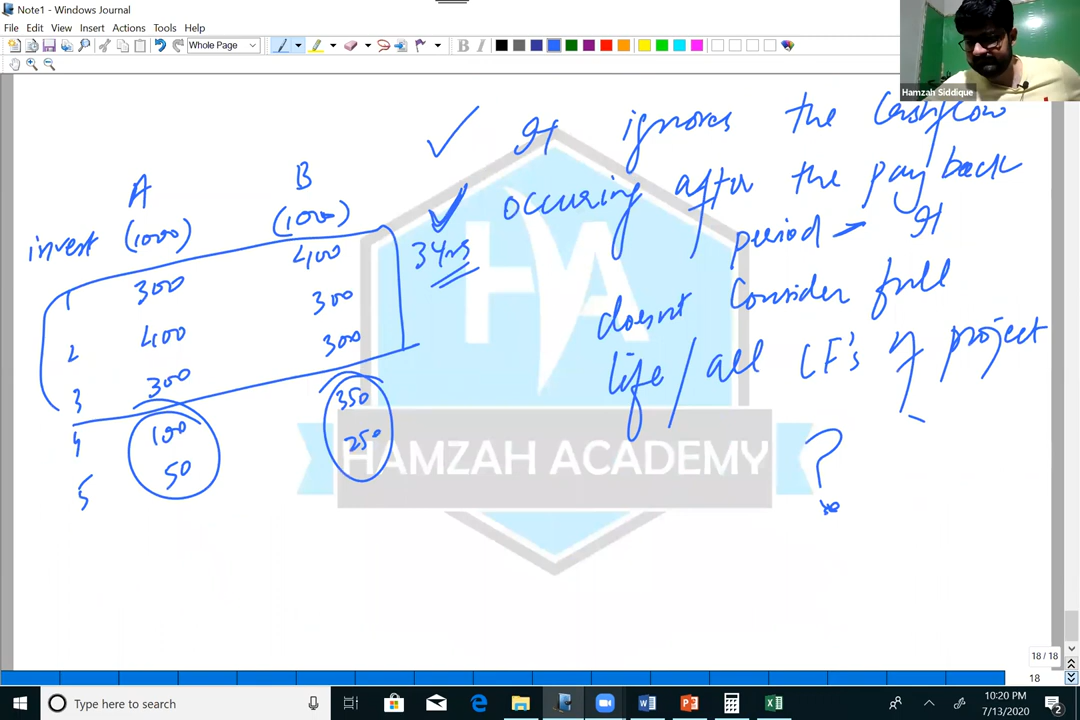 Note1 - Windows Journal
File Edit View Insert Actions Tools Help
Whole Page
B I
Hamzah Siddique
It ignores the Cashflow
occuring after the payback
period - It
doesnt consider full
life / all CF's of project
?
A B
invest (1000) (1000)
1 300 400
2 400 300
3 300 300
4 100 350
5 50 250
3 yrs
HAMZAH ACADEMY
18 / 18
18
Type here to search
10:20 PM
7/13/2020
2